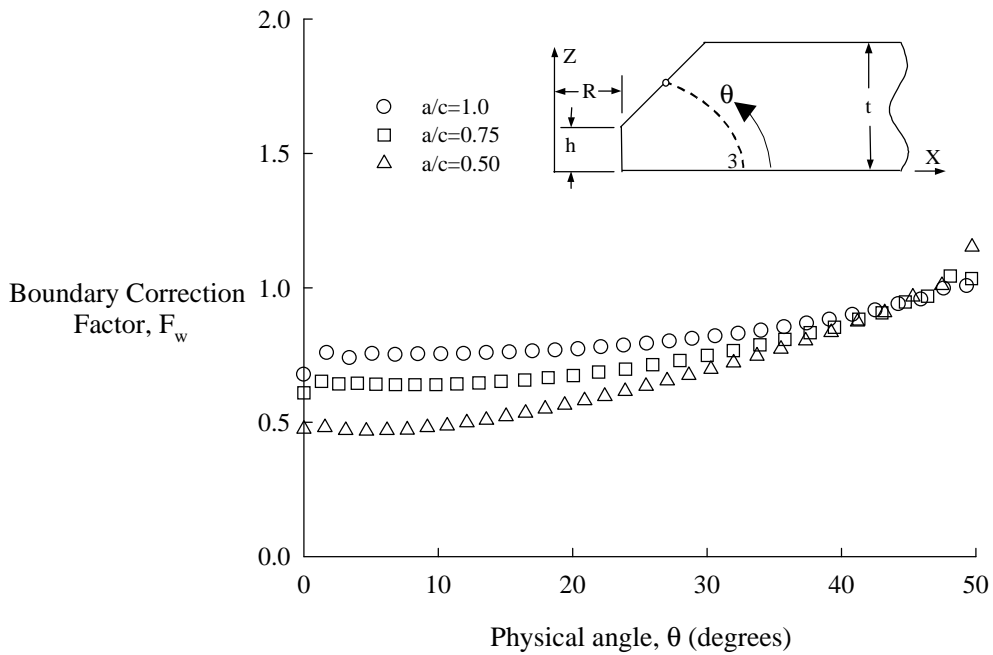 2.0
1.5
1.0
0.5
0.0
Boundary Correction
Factor, F_w
a/c=1.0
a/c=0.75
a/c=0.50
Z
R
h
θ
t
3
X
0
10
20
30
40
50
Physical angle, θ (degrees)